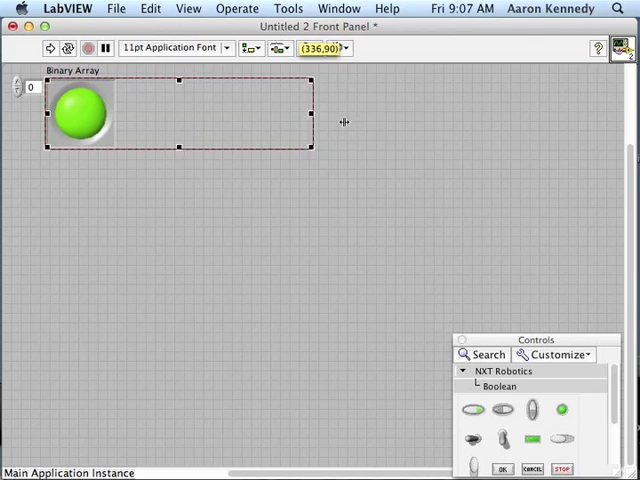 LabVIEW File Edit View Operate Tools Window Help Fri 9:07 AM Aaron Kennedy
Untitled 2 Front Panel *
11pt Application Font
(336,90)
?
2
Binary Array
0
Controls
Search Customize
NXT Robotics
Boolean
OK CANCEL STOP
Main Application Instance